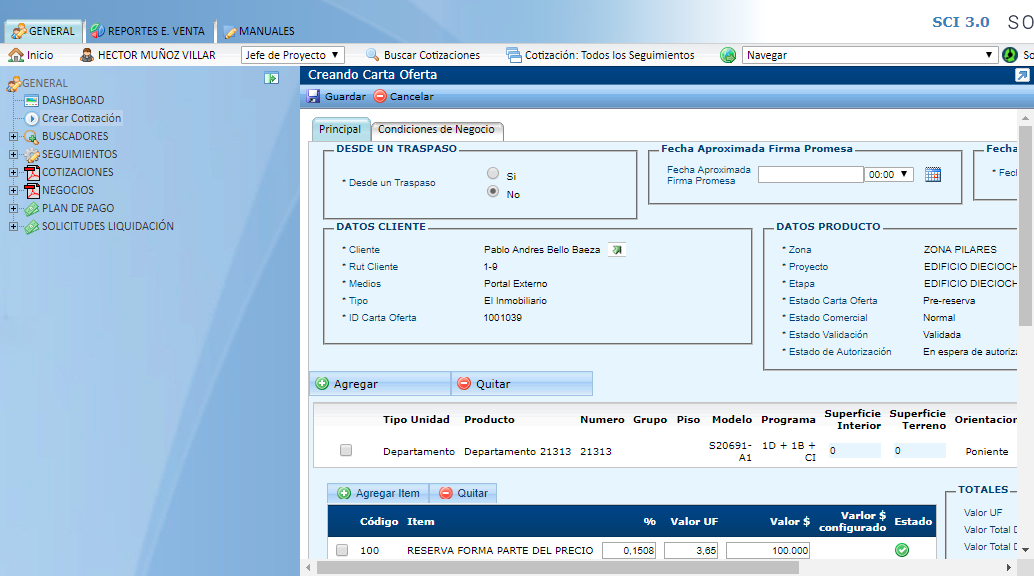 SCI 3.0 SO
GENERAL REPORTES E. VENTA MANUALES
Inicio HECTOR MUÑOZ VILLAR Jefe de Proyecto Buscar Cotizaciones Cotización: Todos los Seguimientos Navegar So
GENERAL
DASHBOARD
Crear Cotización
BUSCADORES
SEGUIMIENTOS
COTIZACIONES
NEGOCIOS
PLAN DE PAGO
SOLICITUDES LIQUIDACIÓN
Creando Carta Oferta
Guardar Cancelar
Principal Condiciones de Negocio
DESDE UN TRASPASO
* Desde un Traspaso
Si
No
Fecha Aproximada Firma Promesa
Fecha Aproximada
Firma Promesa
00:00
Fecha
* Fec
DATOS CLIENTE
* Cliente Pablo Andres Bello Baeza
* Rut Cliente 1-9
* Medios Portal Externo
* Tipo El Inmobiliario
* ID Carta Oferta 1001039
DATOS PRODUCTO
* Zona ZONA PILARES
* Proyecto EDIFICIO DIECIOCH
* Etapa EDIFICIO DIECIOCH
* Estado Carta Oferta Pre-reserva
* Estado Comercial Normal
* Estado Validación Validada
* Estado de Autorización En espera de autoriza
Agregar Quitar
Tipo Unidad Producto Numero Grupo Piso Modelo Programa Superficie Interior Superficie Terreno Orientacion
Departamento Departamento 21313 21313 S20691-A1 1D + 1B + CI 0 0 Poniente
Agregar Item Quitar
Código Item % Valor UF Valor $ Varlor $ configurado Estado
100 RESERVA FORMA PARTE DEL PRECIO 0,1508 3,65 100.000
TOTALES
Valor UF
Valor Total D
Valor Total D